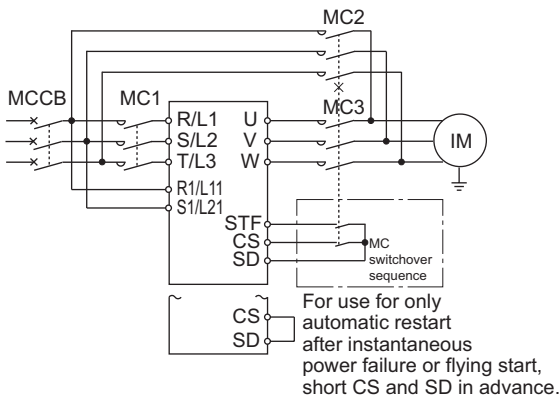 MC2
MCCB
MC1
MC3
R/L1
S/L2
T/L3
R1/L11
S1/L21
U
V
W
IM
STF
CS
SD
MC
switchover
sequence
CS
SD
For use for only
automatic restart
after instantaneous
power failure or flying start,
short CS and SD in advance.